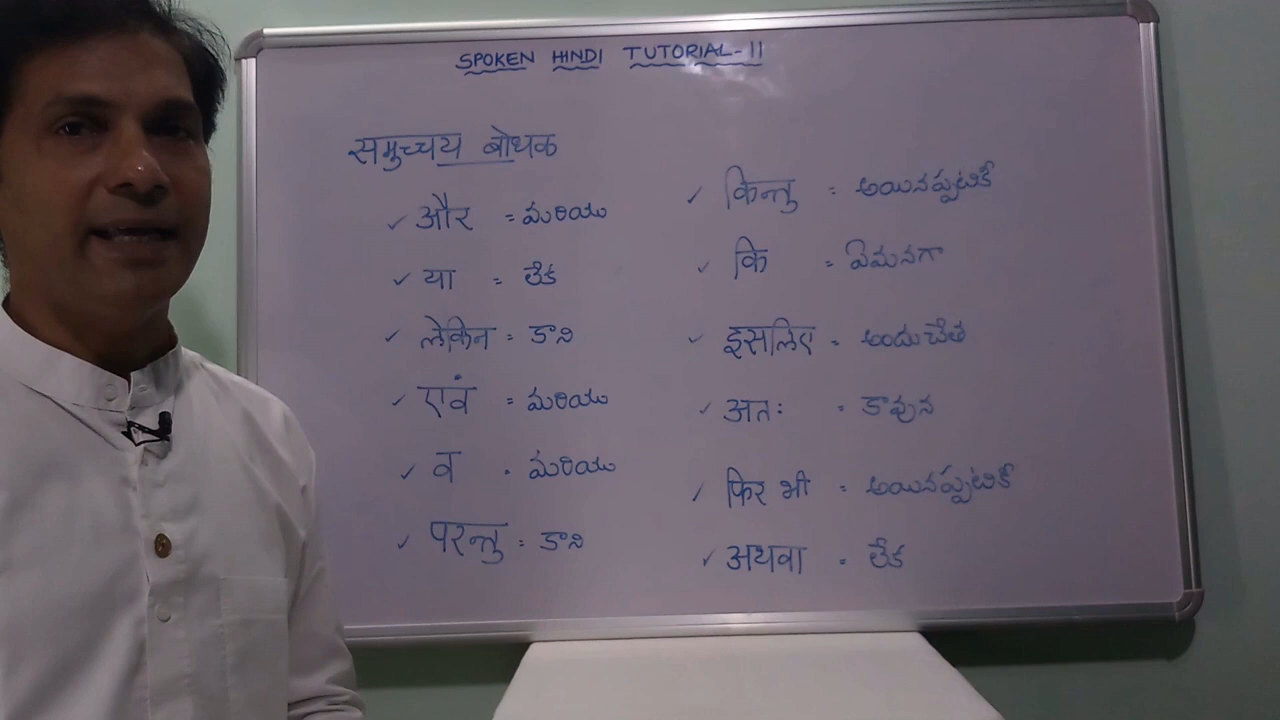 SPOKEN HINDI TUTORIAL-11
समुच्चय बोधक
✓ और = మరియు
✓ या = లేక
✓ लेकिन = కాని
✓ एवं = మరియు
✓ व = మరియు
✓ परन्तु = కాని
✓ किन्तु = అయినప్పటికీ
✓ कि = ఏమనగా
✓ इसलिए = అందుచేత
✓ अतः = కావున
✓ फिर भी = అయినప్పటికీ
✓ अथवा = లేక